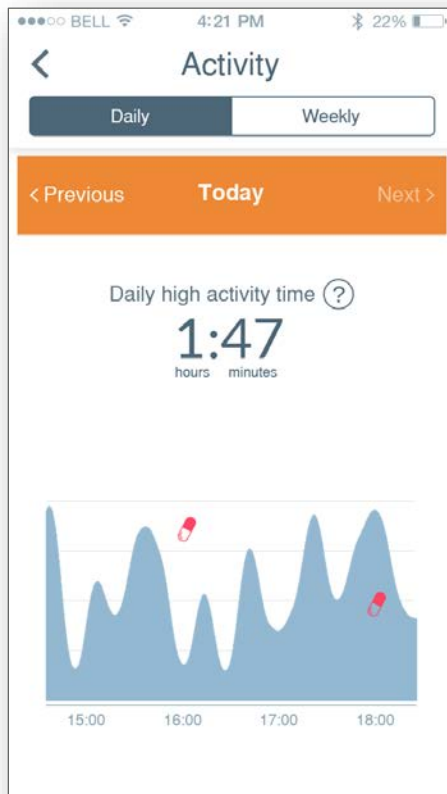 BELL 4:21 PM 22%
Activity
Daily Weekly
< Previous Today Next >
Daily high activity time ?
1:47
hours minutes
15:00 16:00 17:00 18:00